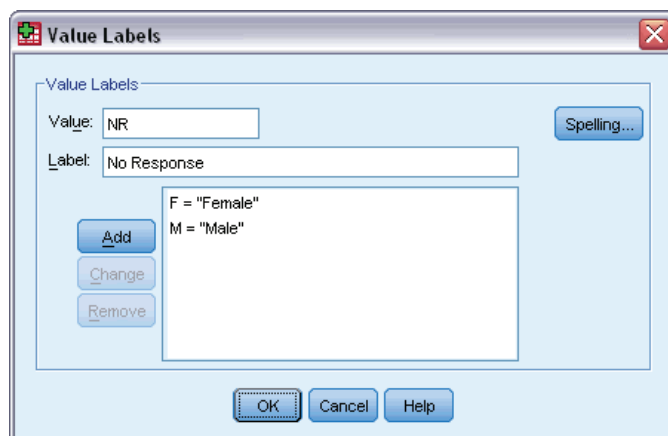 Value Labels
Value Labels
Value: NR
Spelling...
Label: No Response
F = "Female"
M = "Male"
Add
Change
Remove
OK Cancel Help